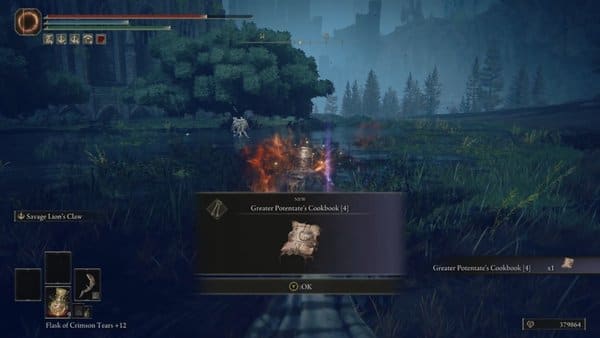 NEW
Greater Potentate's Cookbook [4]
Savage Lion's Claw
Greater Potentate's Cookbook [4] x1
Y:OK
Flask of Crimson Tears +12
379864